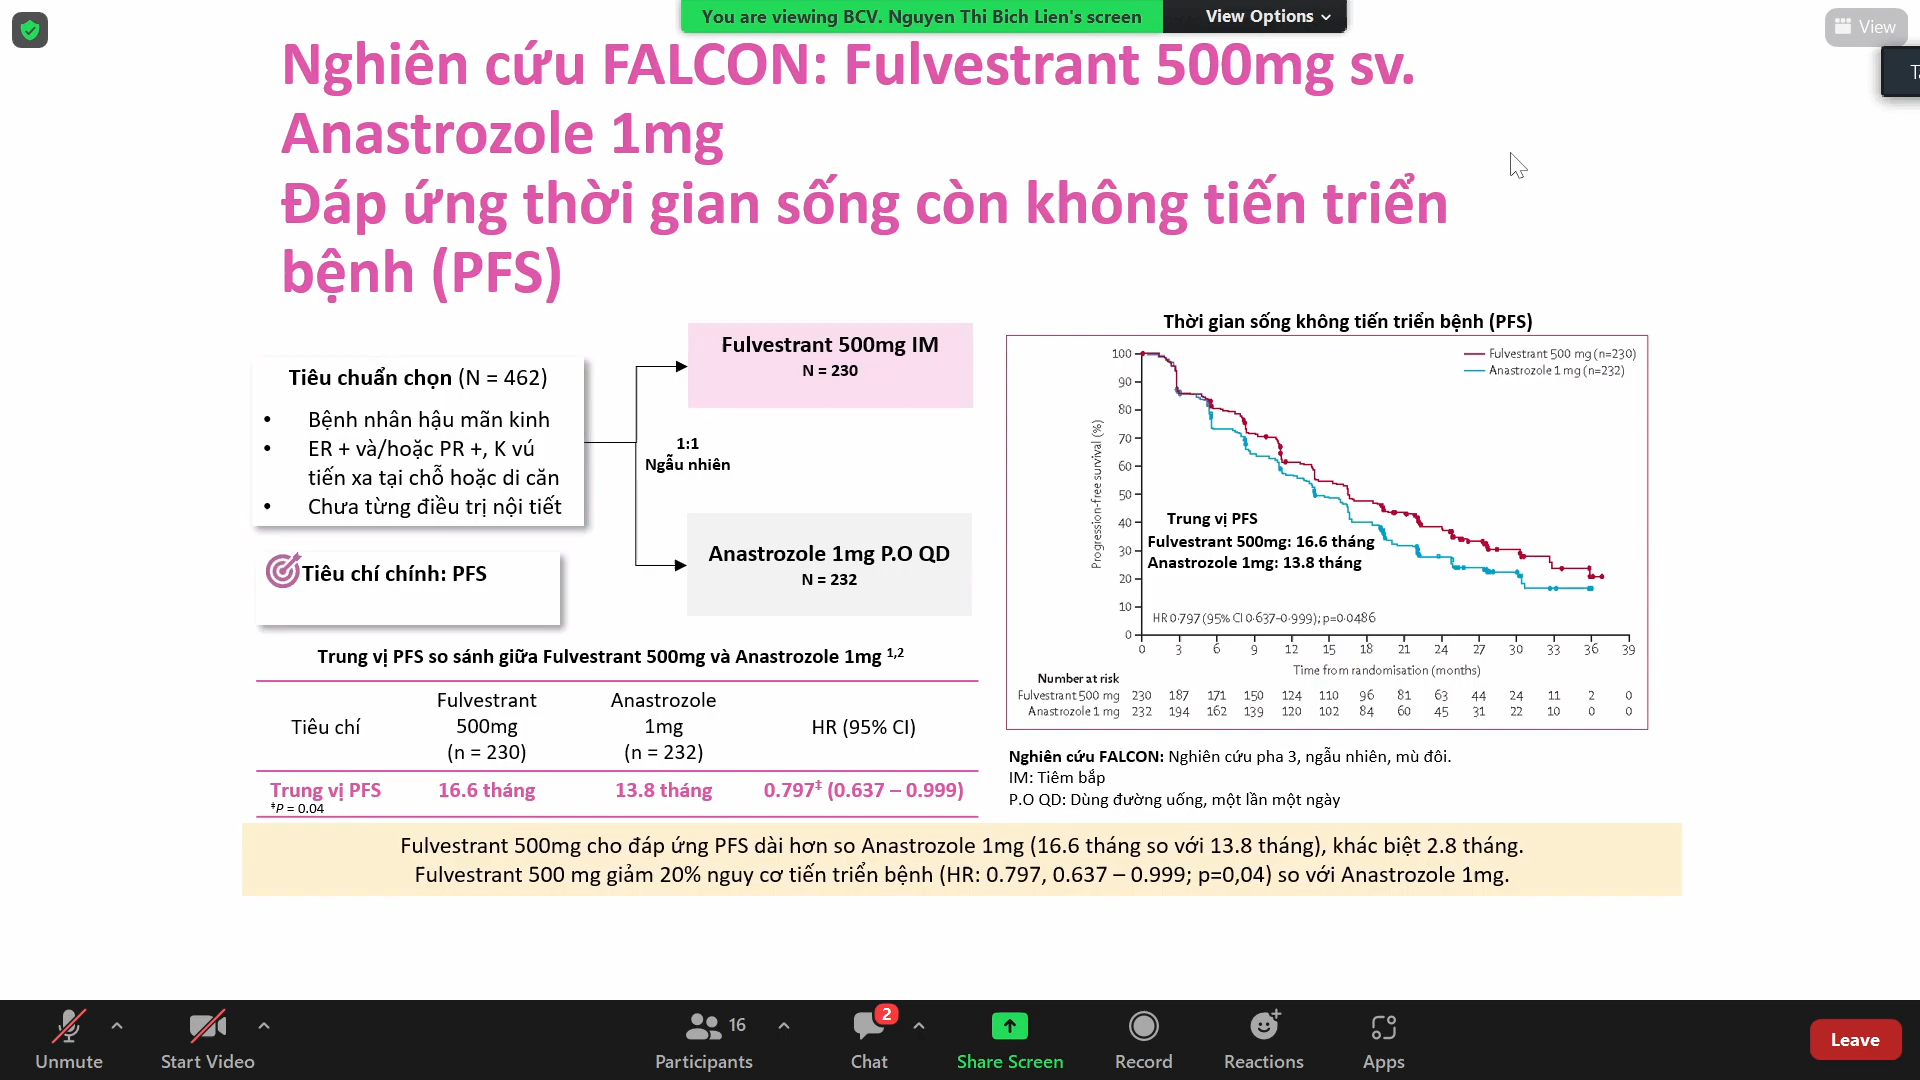 You are viewing BCV. Nguyen Thi Bich Lien's screen
View Options
View
Nghiên cứu FALCON: Fulvestrant 500mg sv.
Anastrozole 1mg
Đáp ứng thời gian sống còn không tiến triển
bệnh (PFS)
Tiêu chuẩn chọn (N = 462)
• Bệnh nhân hậu mãn kinh
• ER + và/hoặc PR +, K vú
tiến xa tại chỗ hoặc di căn
• Chưa từng điều trị nội tiết
Tiêu chí chính: PFS
Fulvestrant 500mg IM
N = 230
1:1
Ngẫu nhiên
Anastrozole 1mg P.O QD
N = 232
Trung vị PFS so sánh giữa Fulvestrant 500mg và Anastrozole 1mg 1,2
Tiêu chí
Fulvestrant
500mg
(n = 230)
Anastrozole
1mg
(n = 232)
HR (95% CI)
Trung vị PFS 16.6 tháng 13.8 tháng 0.797‡ (0.637 – 0.999)
‡P = 0.04
Thời gian sống không tiến triển bệnh (PFS)
Fulvestrant 500 mg (n=230)
Anastrozole 1 mg (n=232)
Progression-free survival (%)
100
90
80
70
60
50
40
30
20
10
0
Trung vị PFS
Fulvestrant 500mg: 16.6 tháng
Anastrozole 1mg: 13.8 tháng
HR 0·797 (95% CI 0·637–0·999); p=0·0486
0 3 6 9 12 15 18 21 24 27 30 33 36 39
Time from randomisation (months)
Number at risk
Fulvestrant 500 mg 230 187 171 150 124 110 96 81 63 44 24 11 2 0
Anastrozole 1 mg 232 194 162 139 120 102 84 60 45 31 22 10 0 0
Nghiên cứu FALCON: Nghiên cứu pha 3, ngẫu nhiên, mù đôi.
IM: Tiêm bắp
P.O QD: Dùng đường uống, một lần một ngày
Fulvestrant 500mg cho đáp ứng PFS dài hơn so Anastrozole 1mg (16.6 tháng so với 13.8 tháng), khác biệt 2.8 tháng.
Fulvestrant 500 mg giảm 20% nguy cơ tiến triển bệnh (HR: 0.797, 0.637 – 0.999; p=0,04) so với Anastrozole 1mg.
Unmute
Start Video
16
Participants
2
Chat
Share Screen
Record
Reactions
Apps
Leave